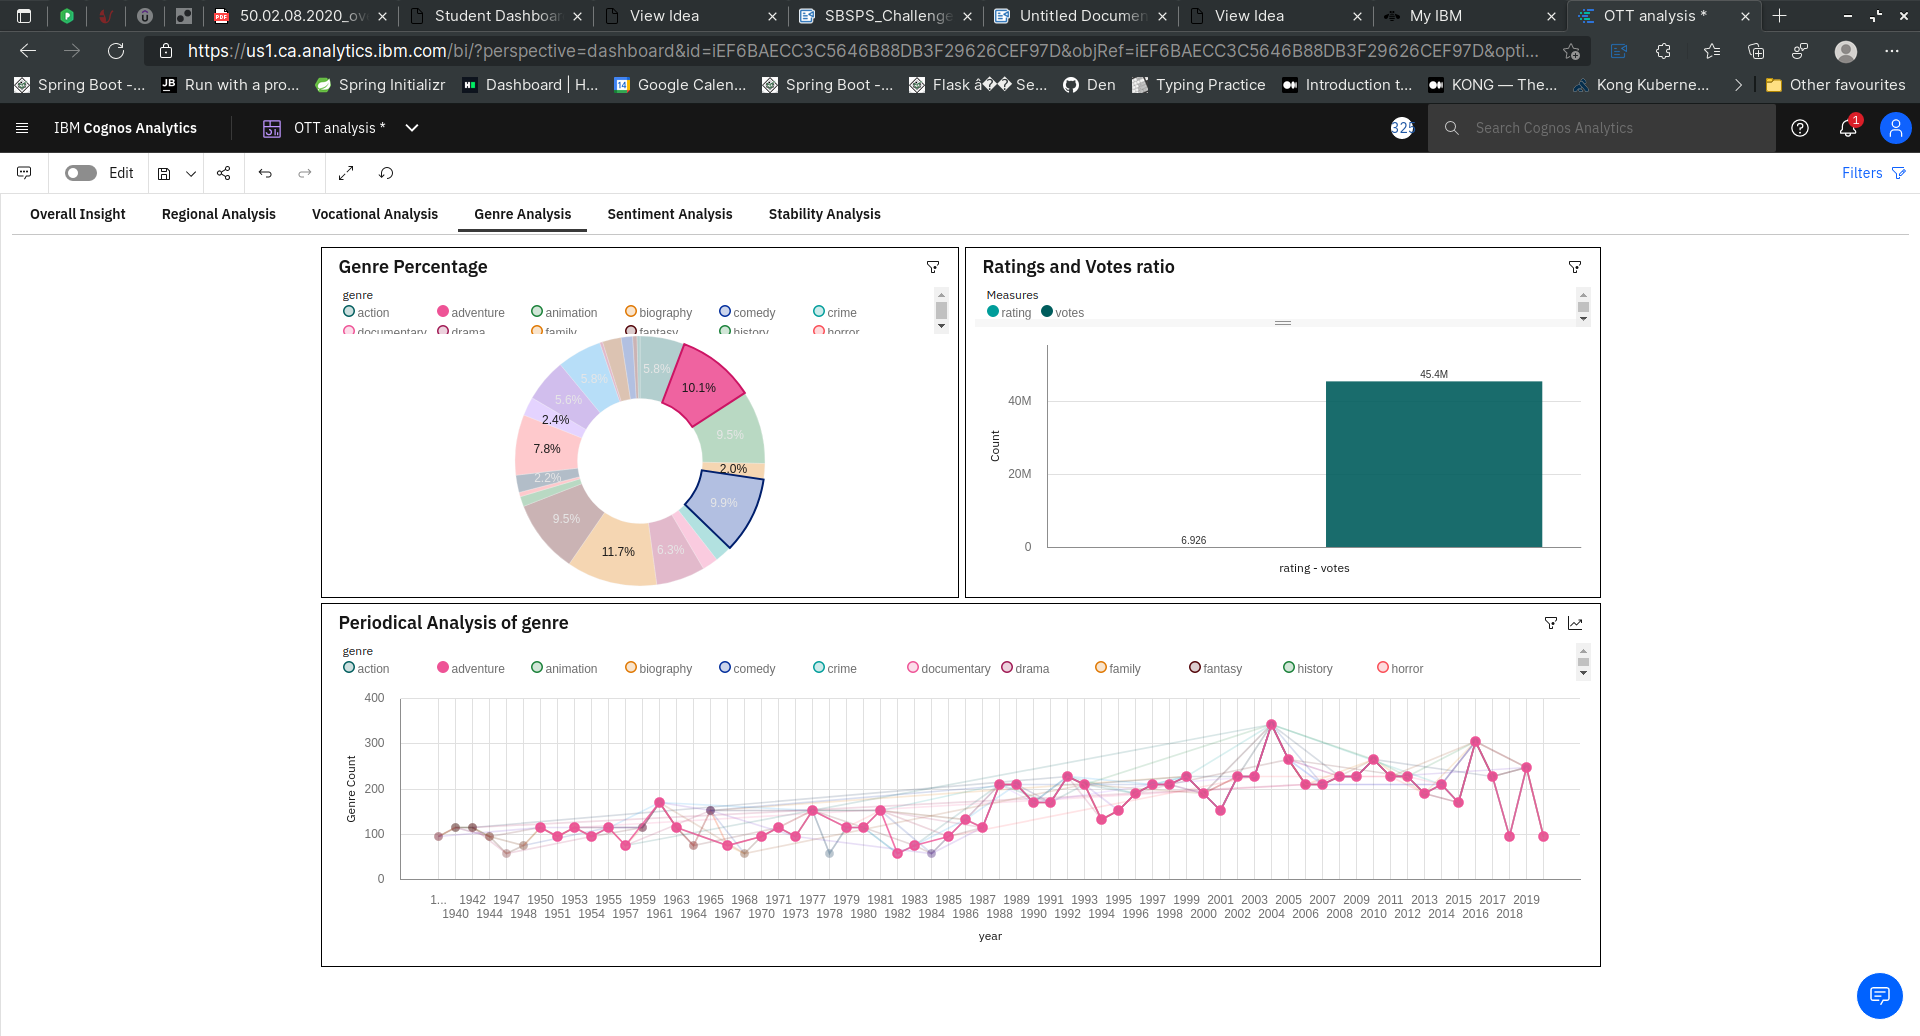 50.02.08.2020_ov
Student Dashboar
View Idea
SBSPS_Challenge
Untitled Documen
View Idea
My IBM
OTT analysis *
https://us1.ca.analytics.ibm.com/bi/?perspective=dashboard&id=iEF6BAECC3C5646B88DB3F29626CEF97D&objRef=iEF6BAECC3C5646B88DB3F29626CEF97D&opti...
Spring Boot -...
Run with a pro...
Spring Initializr
Dashboard | H...
Google Calen...
Spring Boot -...
Flask â�� Se...
Den
Typing Practice
Introduction t...
KONG — The...
Kong Kuberne...
Other favourites
IBM Cognos Analytics
OTT analysis *
325
Search Cognos Analytics
1
Edit
Filters
Overall Insight
Regional Analysis
Vocational Analysis
Genre Analysis
Sentiment Analysis
Stability Analysis
Genre Percentage
genre
action adventure animation biography comedy crime
documentary drama family fantasy history horror
5.8%
10.1%
9.5%
2.0%
9.9%
6.3%
11.7%
9.5%
2.2%
7.8%
2.4%
5.6%
5.8%
Ratings and Votes ratio
Measures
rating votes
Count
40M
20M
0
6.926
45.4M
rating - votes
Periodical Analysis of genre
genre
action adventure animation biography comedy crime documentary drama family fantasy history horror
Genre Count
400
300
200
100
0
1... 1942 1947 1950 1953 1955 1959 1963 1965 1968 1971 1977 1979 1981 1983 1985 1987 1989 1991 1993 1995 1997 1999 2001 2003 2005 2007 2009 2011 2013 2015 2017 2019
1940 1944 1948 1951 1954 1957 1961 1964 1967 1970 1973 1978 1980 1982 1984 1986 1988 1990 1992 1994 1996 1998 2000 2002 2004 2006 2008 2010 2012 2014 2016 2018
year